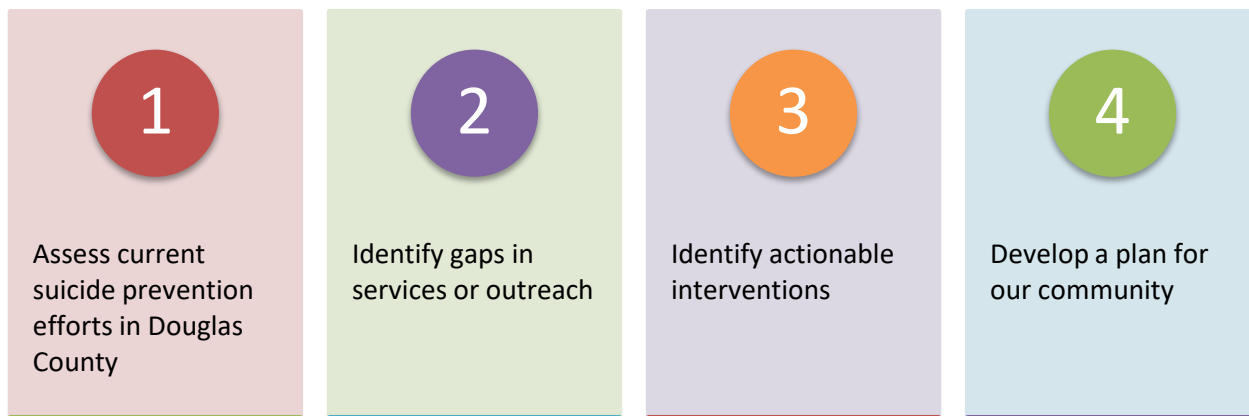 1
Assess current
suicide prevention
efforts in Douglas
County
2
Identify gaps in
services or outreach
3
Identify actionable
interventions
4
Develop a plan for
our community